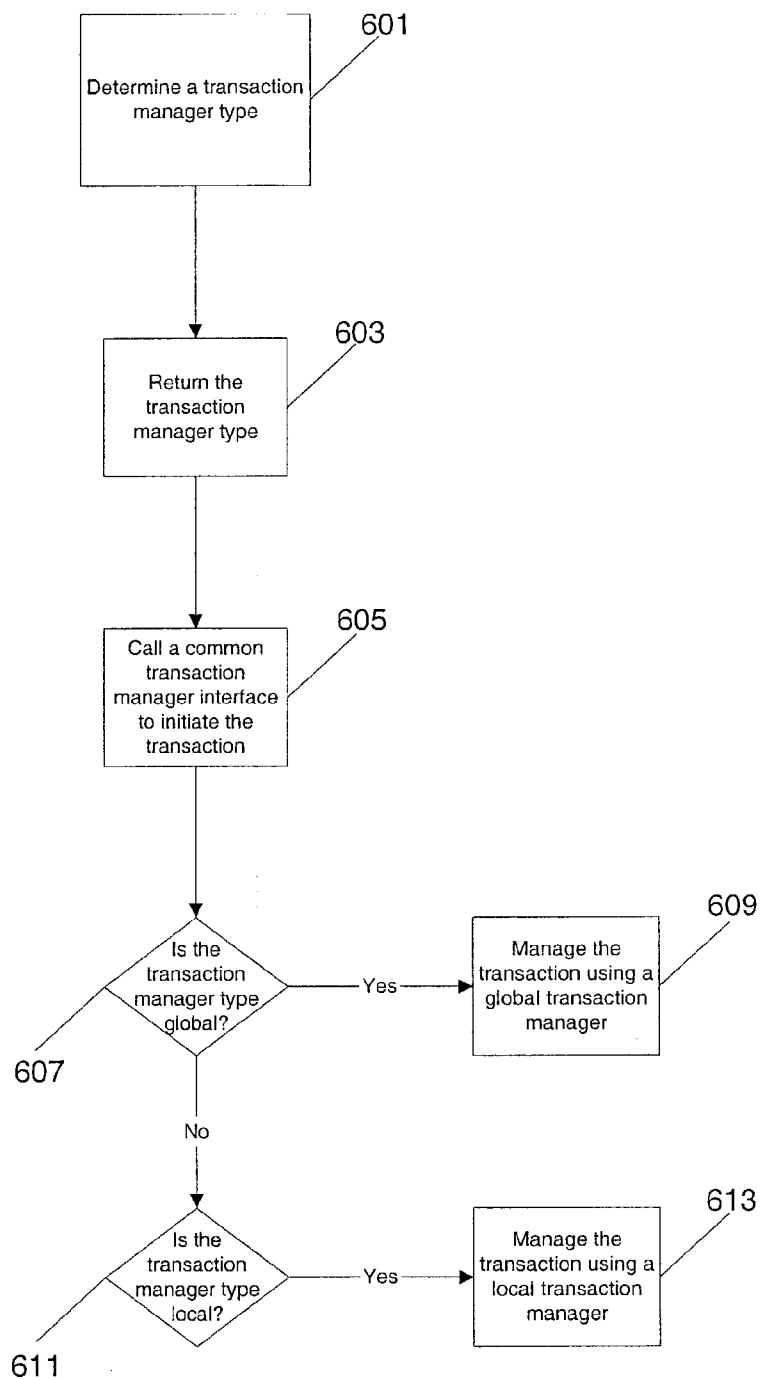 601
Determine a transaction
manager type
603
Return the
transaction
manager type
605
Call a common
transaction
manager interface
to initiate the
transaction
Is the
transaction
manager type
global?
607
Yes
609
Manage the
transaction using a
global transaction
manager
No
Is the
transaction
manager type
local?
611
Yes
613
Manage the
transaction using a
local transaction
manager